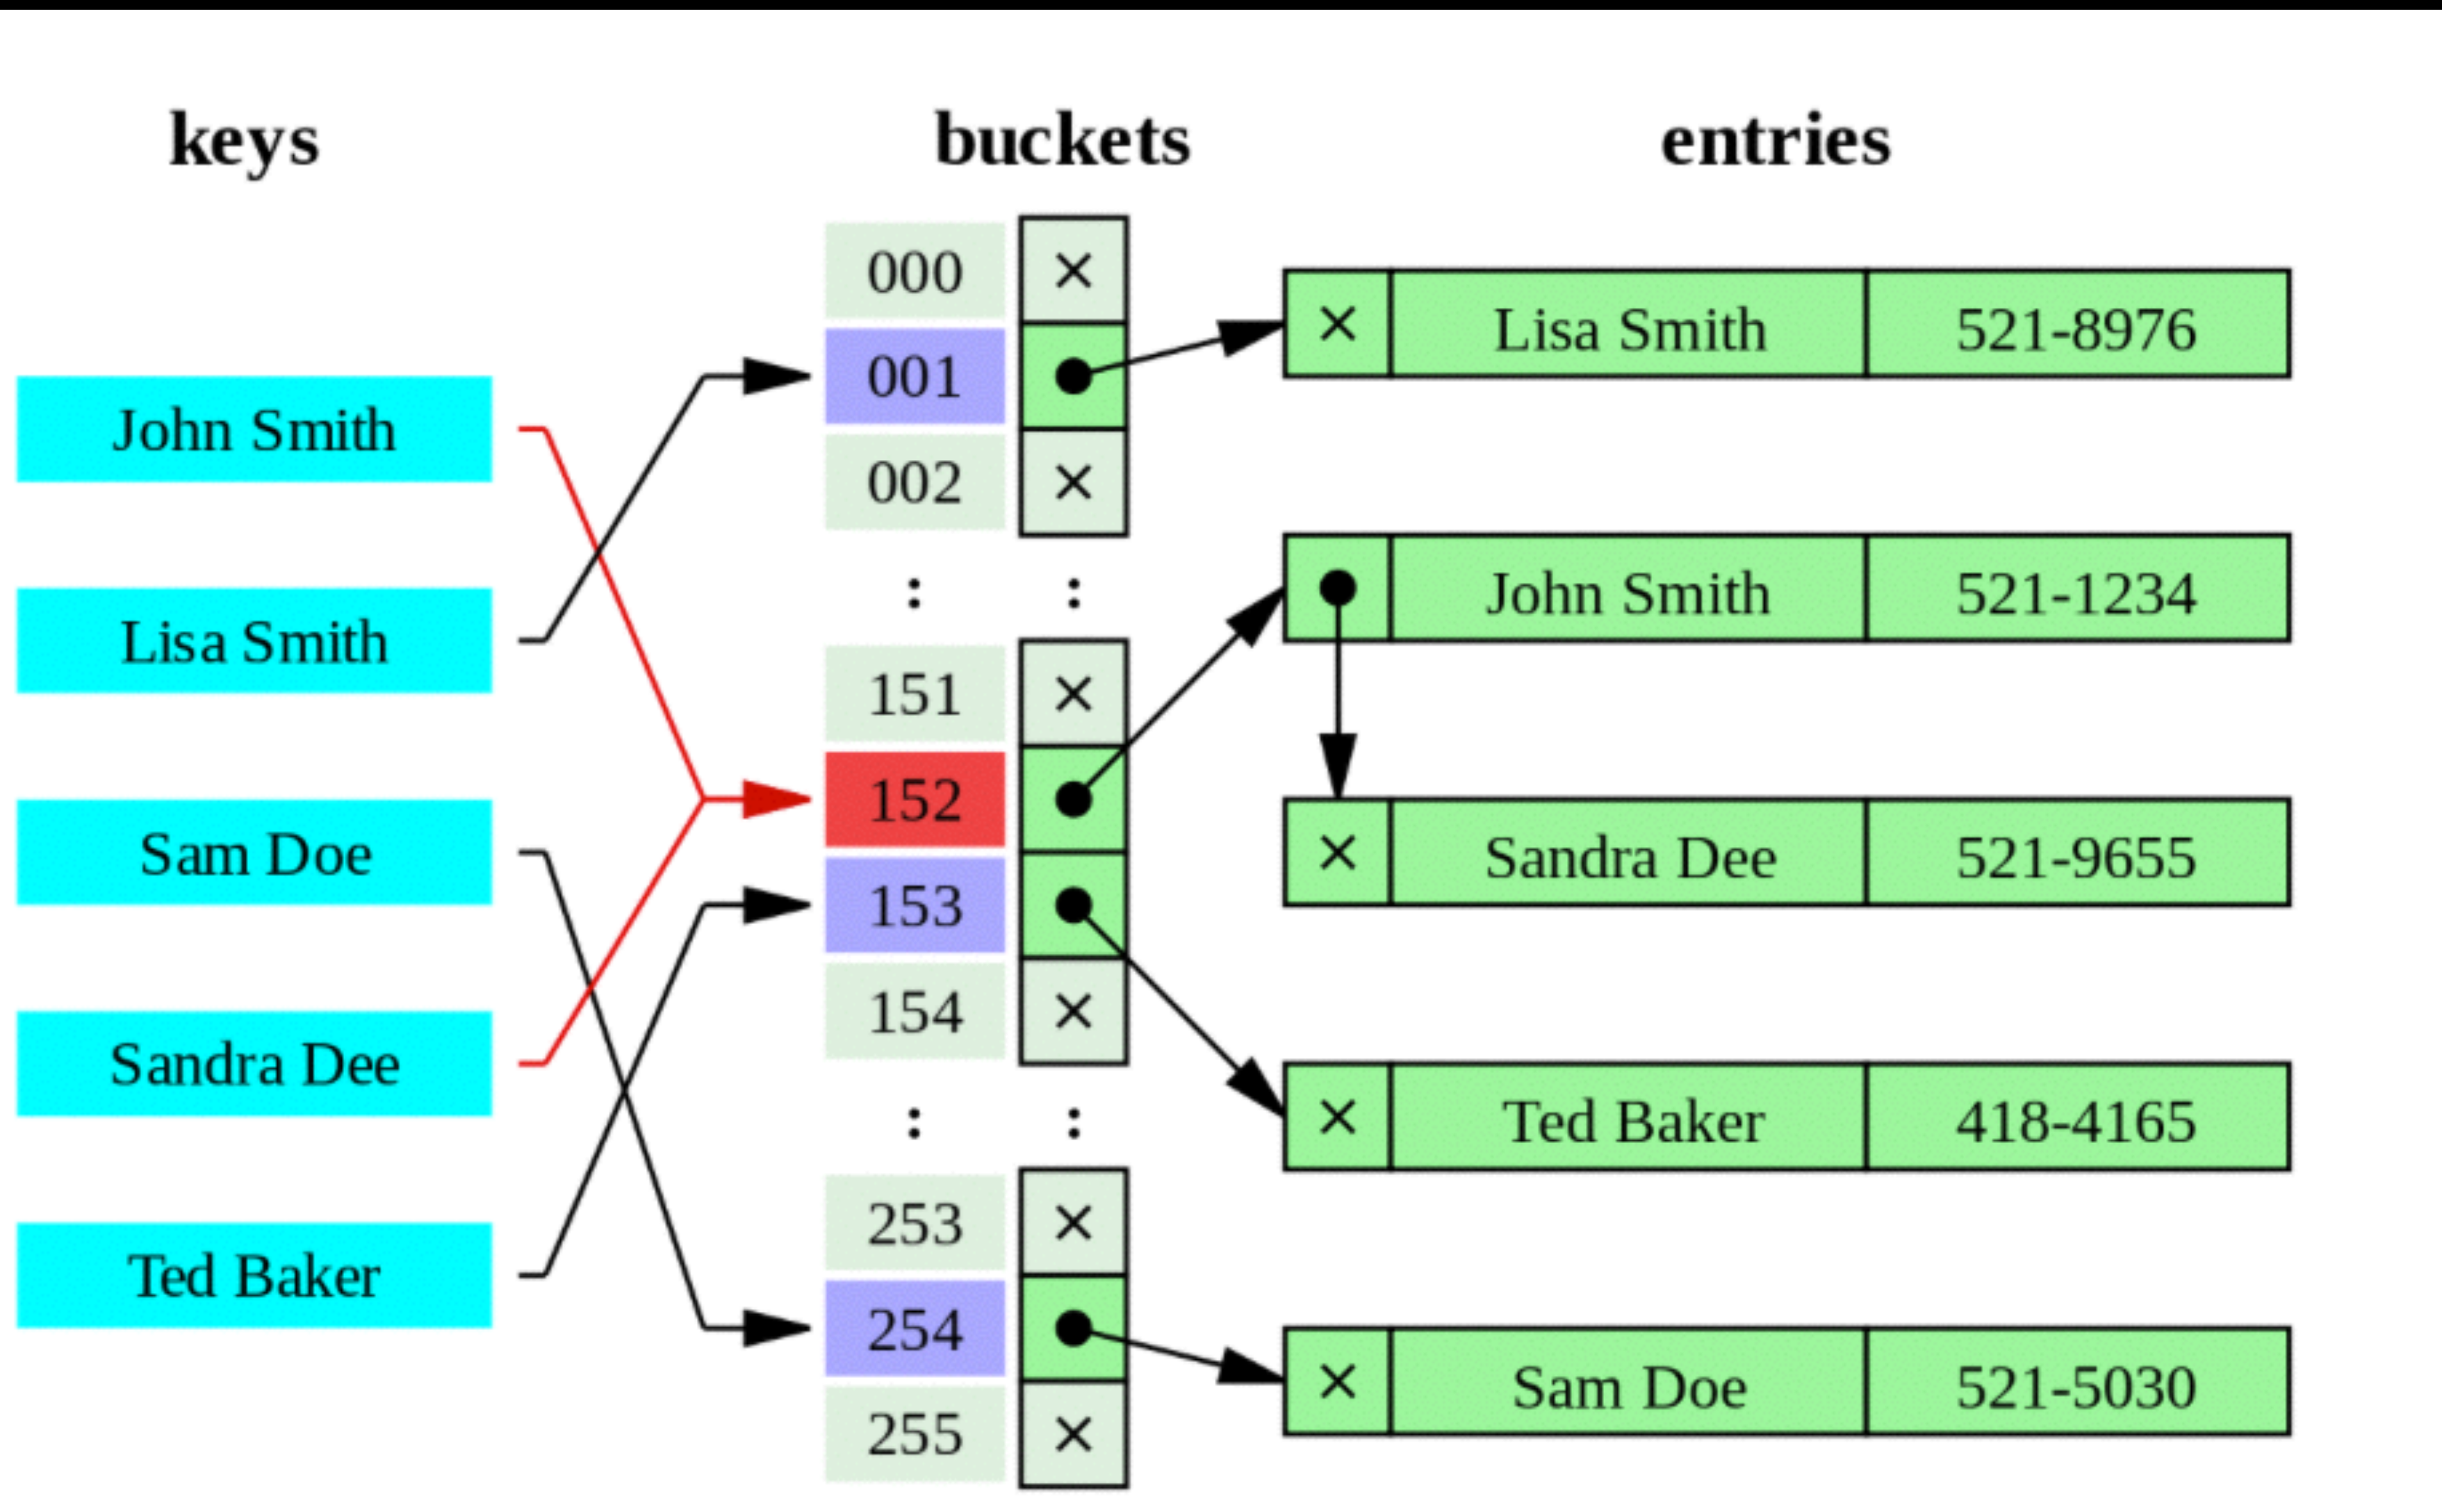 keys
buckets
entries
John Smith
Lisa Smith
Sam Doe
Sandra Dee
Ted Baker
000
001
002
:
151
152
153
154
:
253
254
255
×
×
:
×
×
:
×
×
× Lisa Smith 521-8976
John Smith 521-1234
× Sandra Dee 521-9655
× Ted Baker 418-4165
× Sam Doe 521-5030